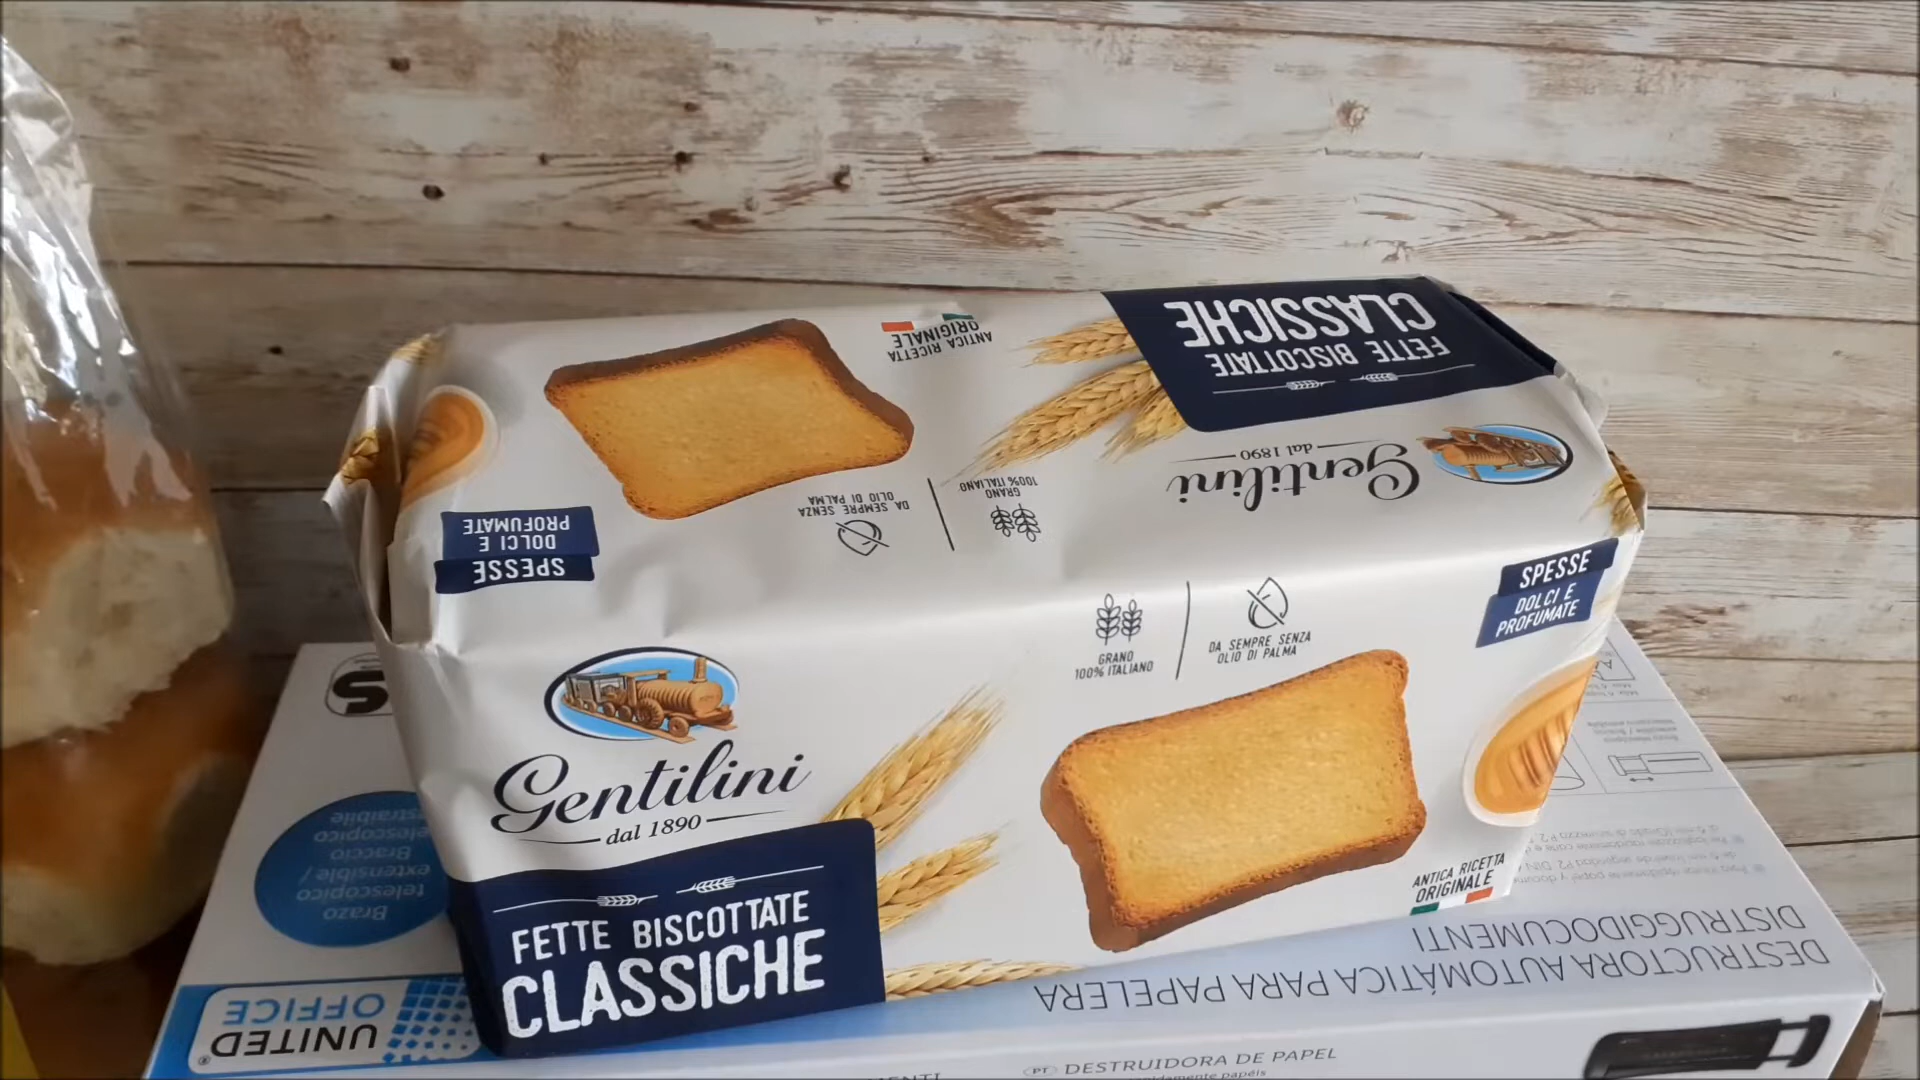 CLASSICHE
FETTE BISCOTTATE
ANTICA RICETTA
ORIGINALE
Gentilini
dal 1890
GRANO
100% ITALIANO
DA SEMPRE SENZA
OLIO DI PALMA
SPESSE
DOLCI E
PROFUMATE
SPESSE
DOLCI E
PROFUMATE
GRANO
100% ITALIANO
DA SEMPRE SENZA
OLIO DI PALMA
Gentilini
dal 1890
FETTE BISCOTTATE
CLASSICHE
ANTICA RICETTA
ORIGINALE
Brazo
telescópico
extensible /
Braccio
telescopico
estraibile
UNITED
OFFICE®
DESTRUCTORA AUTOMÁTICA PARA PAPELERA
DISTRUGGIDOCUMENTI
PT DESTRUIDORA DE PAPEL